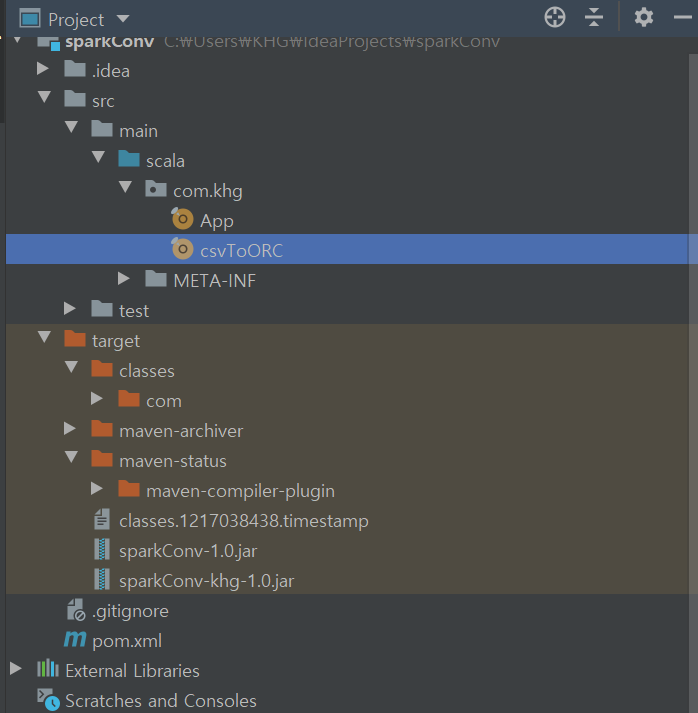 Project
sparkConv C:₩Users₩KHG₩IdeaProjects₩sparkConv
.idea
src
main
scala
com.khg
App
csvToORC
META-INF
test
target
classes
com
maven-archiver
maven-status
maven-compiler-plugin
classes.1217038438.timestamp
sparkConv-1.0.jar
sparkConv-khg-1.0.jar
.gitignore
m pom.xml
External Libraries
Scratches and Consoles